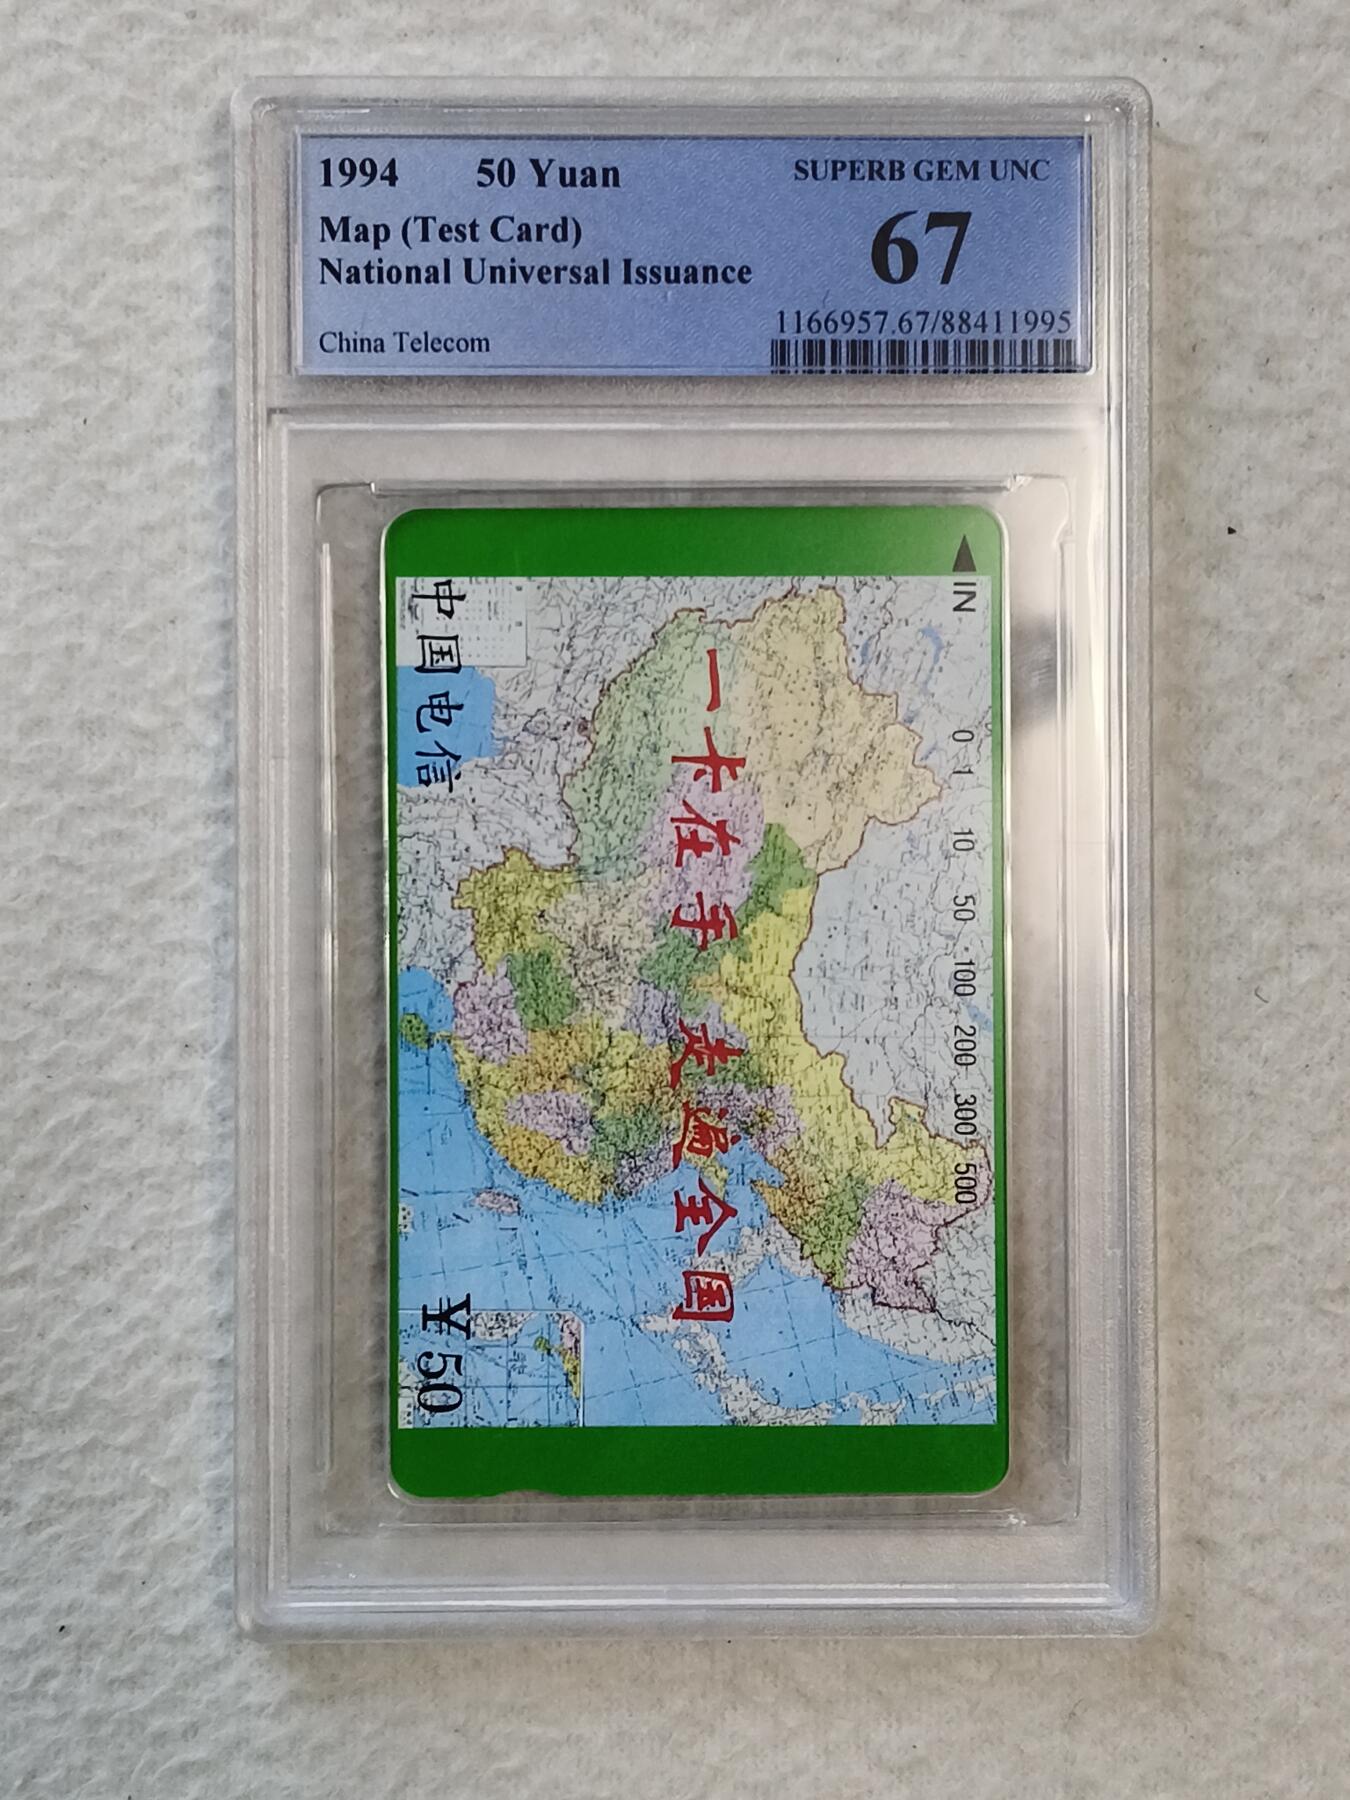 1994 50 Yuan
SUPERB GEM UNC
Map (Test Card)
67
National Universal Issuance
1166957.67/88411995
China Telecom
◀IN
0 1 10 50 100 200 300 500
一卡在手 走遍全国
中国电信
¥50